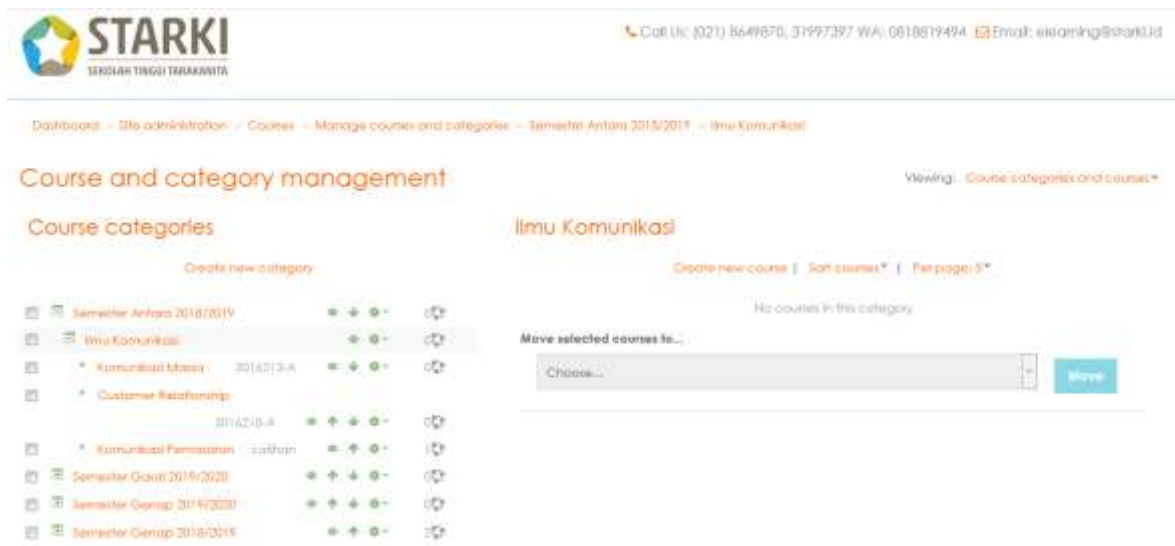 STARKI
SEKOLAH TINGGI TARAKANITA
Call Us: (021) 8649870, 31997397 WA: 0818819494 Email: elearning@starki.id
Dashboard Site administration Courses Manage courses and categories Semester Antara 2018/2019 Ilmu Komunikasi
Course and category management
Viewing: Course categories and courses
Course categories
Create new category
Semester Antara 2018/2019
Ilmu Komunikasi
Komunikasi Massa
Customer Relationship
Komunikasi Pemasaran
Semester Gasal 2019/2020
Semester Genap 2019/2020
Semester Genap 2018/2019
Ilmu Komunikasi
Create new course | Sort courses | Per page: 5
No courses in this category
Move selected courses to...
Choose...
Move